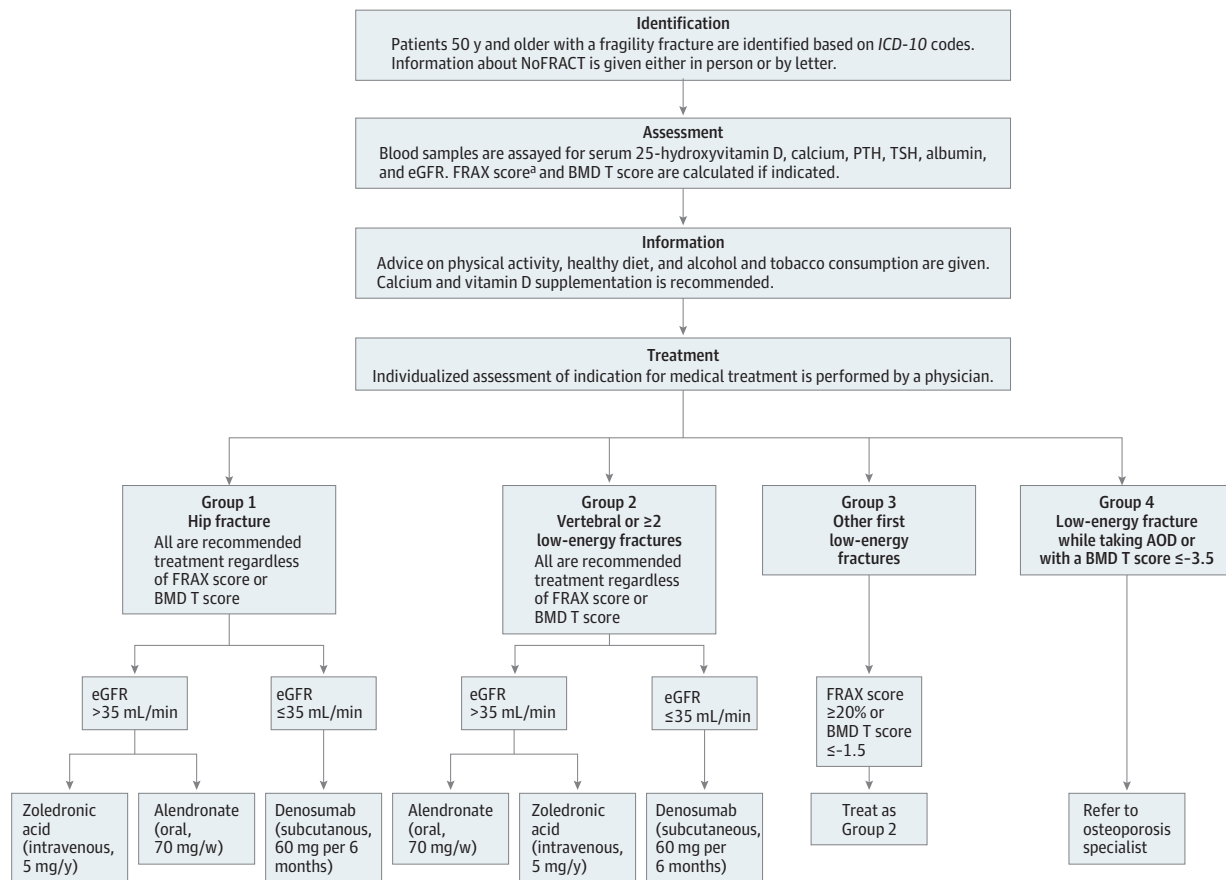 Identification
Patients 50 y and older with a fragility fracture are identified based on ICD-10 codes.
Information about NoFRACT is given either in person or by letter.
Assessment
Blood samples are assayed for serum 25-hydroxyvitamin D, calcium, PTH, TSH, albumin,
and eGFR. FRAX scoreᵃ and BMD T score are calculated if indicated.
Information
Advice on physical activity, healthy diet, and alcohol and tobacco consumption are given.
Calcium and vitamin D supplementation is recommended.
Treatment
Individualized assessment of indication for medical treatment is performed by a physician.
Group 1
Hip fracture
All are recommended
treatment regardless
of FRAX score or
BMD T score
Group 2
Vertebral or ≥2
low-energy fractures
All are recommended
treatment regardless
of FRAX score or
BMD T score
Group 3
Other first
low-energy
fractures
Group 4
Low-energy fracture
while taking AOD or
with a BMD T score ≤–3.5
eGFR
>35 mL/min
eGFR
≤35 mL/min
eGFR
>35 mL/min
eGFR
≤35 mL/min
FRAX score
≥20% or
BMD T score
≤–1.5
Zoledronic
acid
(intravenous,
5 mg/y)
Alendronate
(oral,
70 mg/w)
Denosumab
(subcutanous,
60 mg per 6
months)
Alendronate
(oral,
70 mg/w)
Zoledronic
acid
(intravenous,
5 mg/y)
Denosumab
(subcutaneous,
60 mg per
6 months)
Treat as
Group 2
Refer to
osteoporosis
specialist